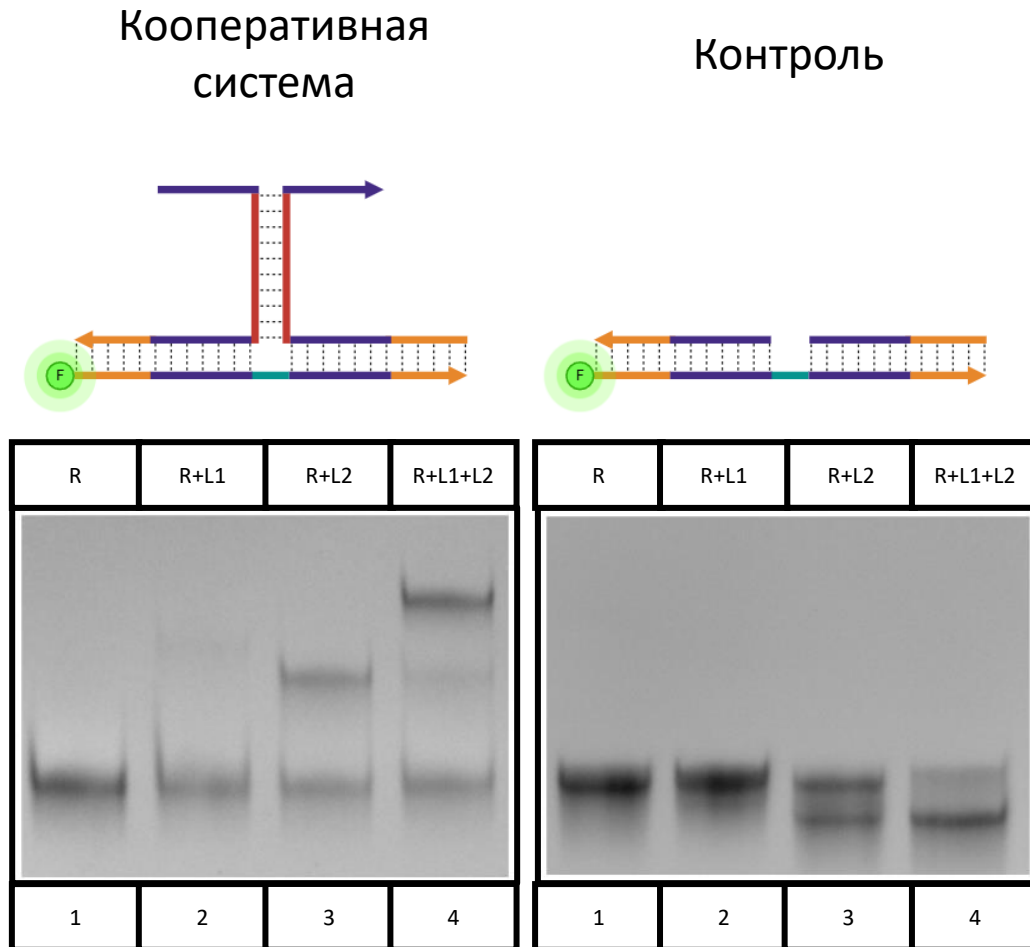 Кооперативная
система
Контроль
F
F
R R+L1 R+L2 R+L1+L2
R R+L1 R+L2 R+L1+L2
1 2 3 4
1 2 3 4